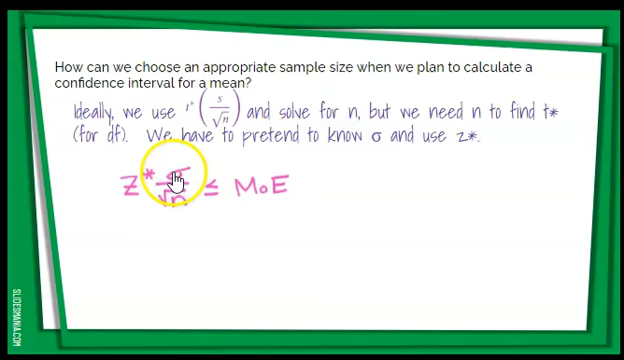 How can we choose an appropriate sample size when we plan to calculate a
confidence interval for a mean?
Ideally, we use t* (s/√n) and solve for n, but we need n to find t*
(for df). We have to pretend to know σ and use z*.
Z* σ/√n ≤ MoE
SLIDESMANIA.COM